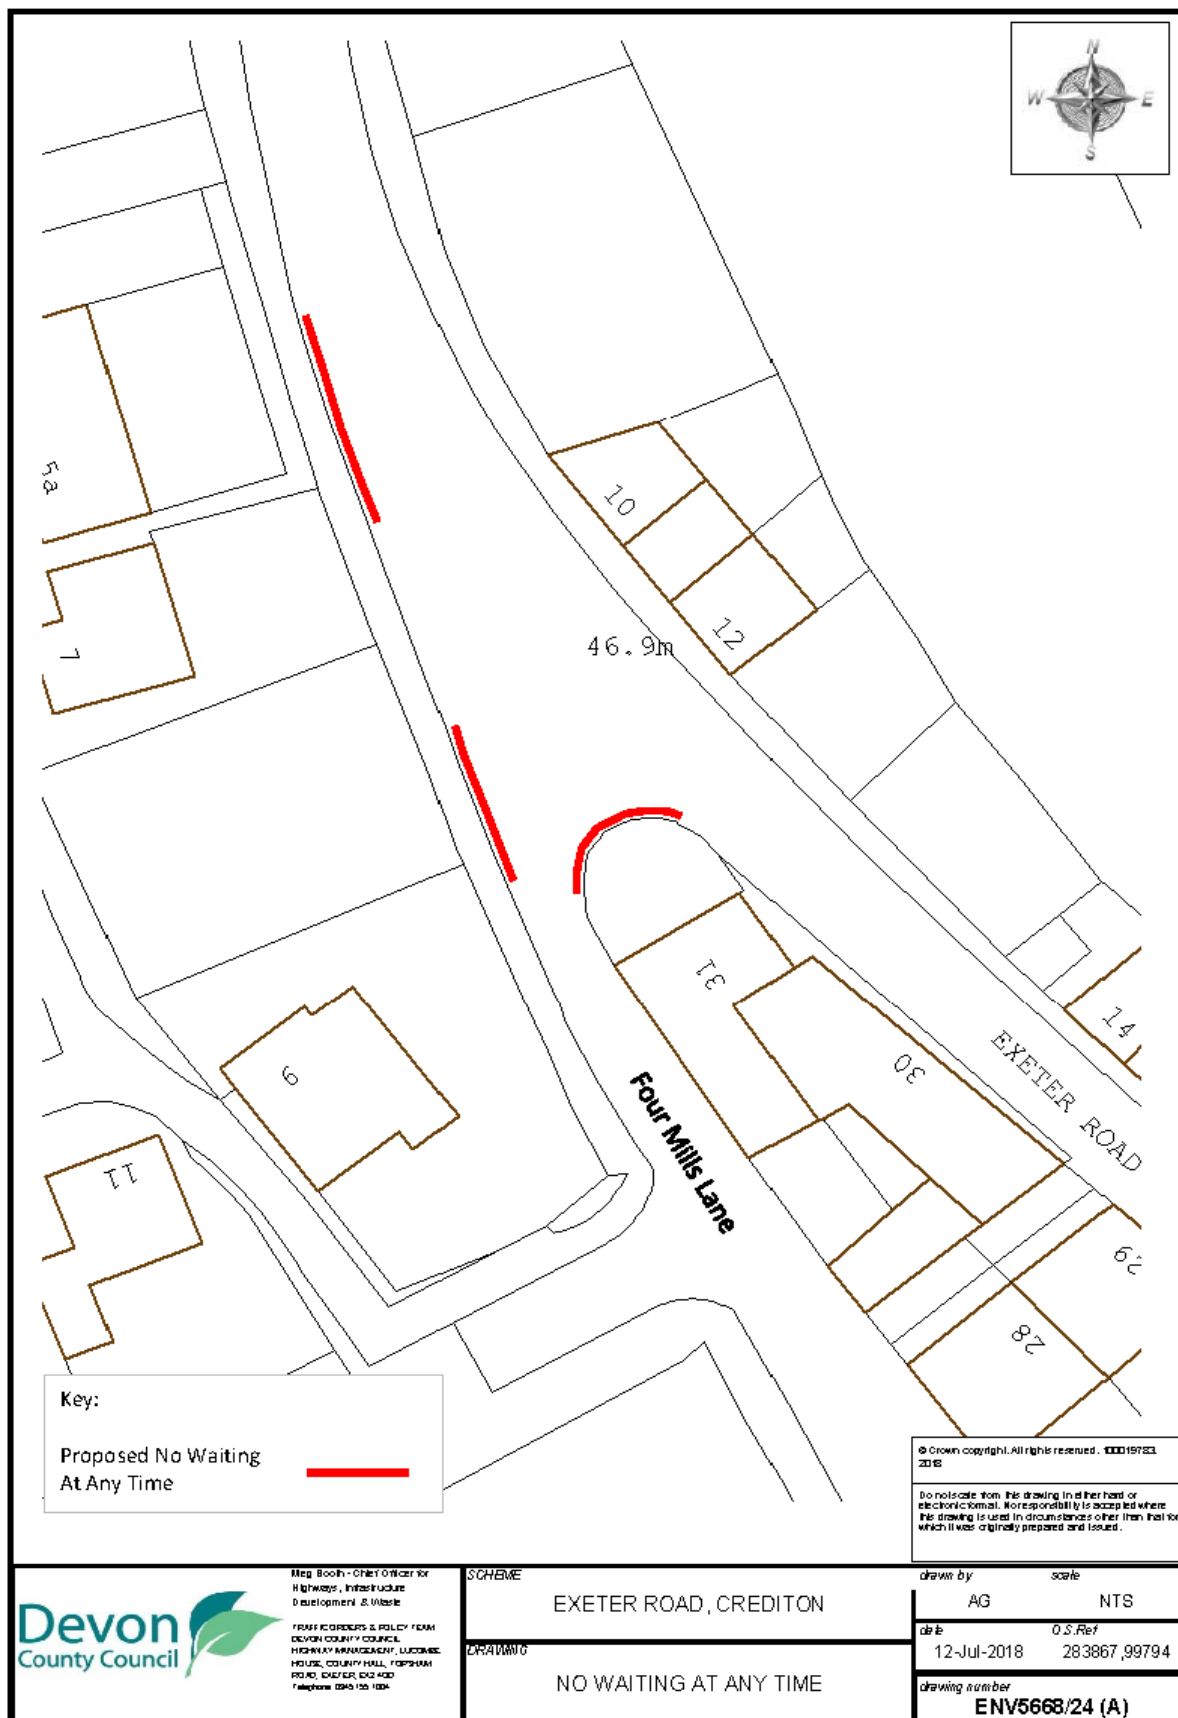 N
W E
S
5a
10
7
12
46.9m
31
9
30
14
EXETER ROAD
Four Mills Lane
11
29
28
Key:
Proposed No Waiting
At Any Time
© Crown copyright. All rights reserved. 100019783
2018
Do not scale from this drawing in either hard or
electronic format. No responsibility is accepted where
this drawing is used in circumstances other than that for
which it was originally prepared and issued.
Devon
County Council
Meg Booth - Chief Officer for
Highways, Infrastructure
Development & Waste
TRAFFIC ORDERS & POLICY TEAM
DEVON COUNTY COUNCIL
HIGHWAY MANAGEMENT, LUCOMBE
HOUSE, COUNTY HALL, TOPSHAM
ROAD, EXETER, EX2 4QD
Telephone 0845 155 1004
SCHEME
EXETER ROAD, CREDITON
DRAWING
NO WAITING AT ANY TIME
drawn by scale
AG NTS
date O.S.Ref
12-Jul-2018 283867,99794
drawing number
ENV5668/24 (A)